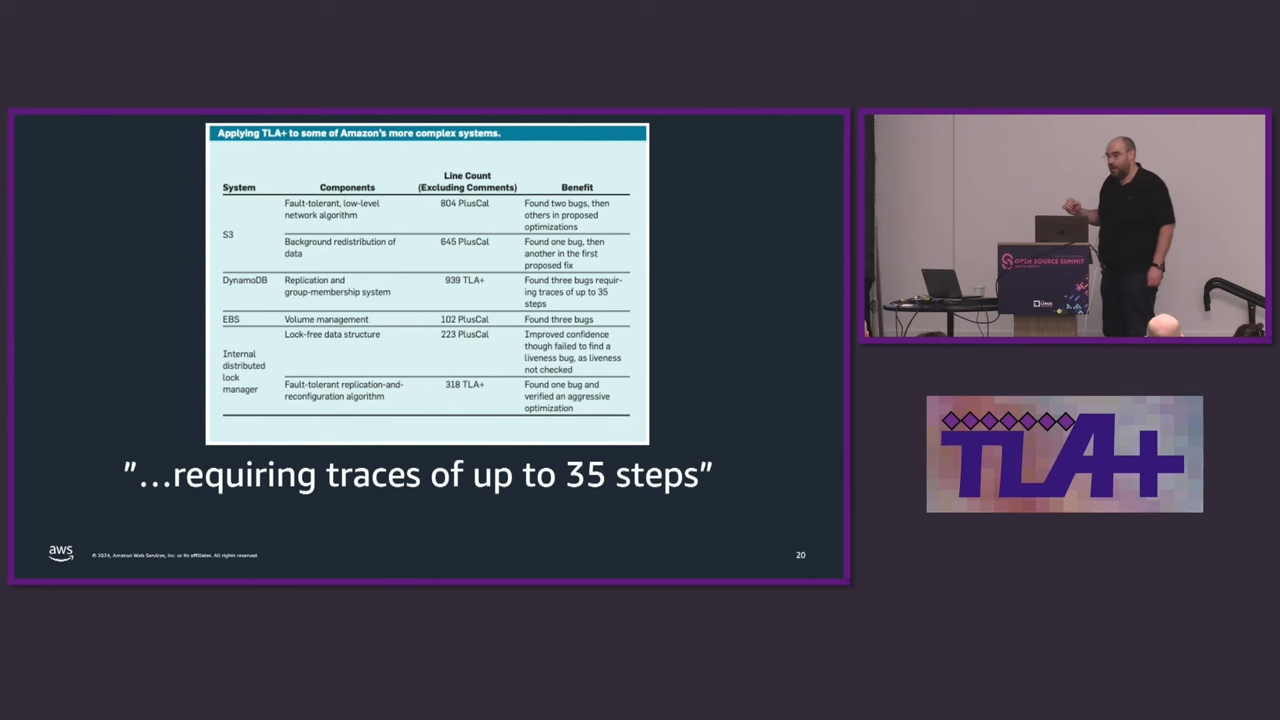 Applying TLA+ to some of Amazon's more complex systems.
System
Components
Line Count
(Excluding Comments)
Benefit
S3
Fault-tolerant, low-level
network algorithm
804 PlusCal
Found two bugs, then
others in proposed
optimizations
Background redistribution of
data
645 PlusCal
Found one bug, then
another in the first
proposed fix
DynamoDB
Replication and
group-membership system
939 TLA+
Found three bugs requir-
ing traces of up to 35
steps
EBS
Volume management
102 PlusCal
Found three bugs
Internal
distributed
lock
manager
Lock-free data structure
223 PlusCal
Improved confidence
though failed to find a
liveness bug, as liveness
not checked
Fault-tolerant replication-and-
reconfiguration algorithm
318 TLA+
Found one bug and
verified an aggressive
optimization
"...requiring traces of up to 35 steps"
aws
© 2024, Amazon Web Services, Inc. or its affiliates. All rights reserved.
20
OPEN SOURCE SUMMIT
TLA+